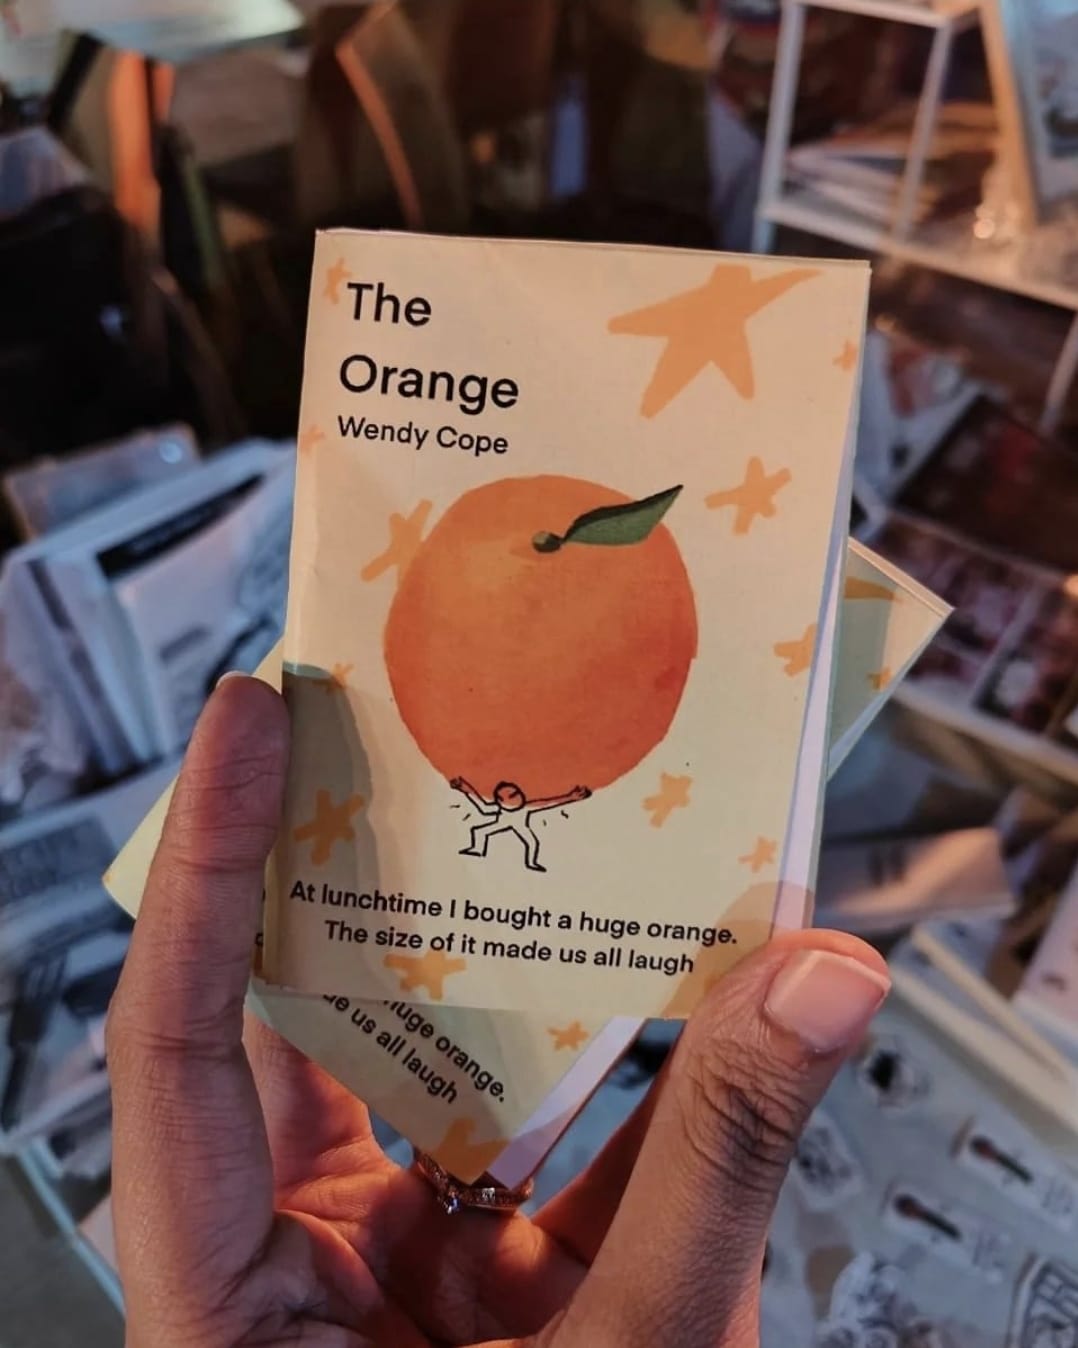 The
Orange
Wendy Cope
At lunchtime I bought a huge orange.
The size of it made us all laugh
huge orange.
us all laugh